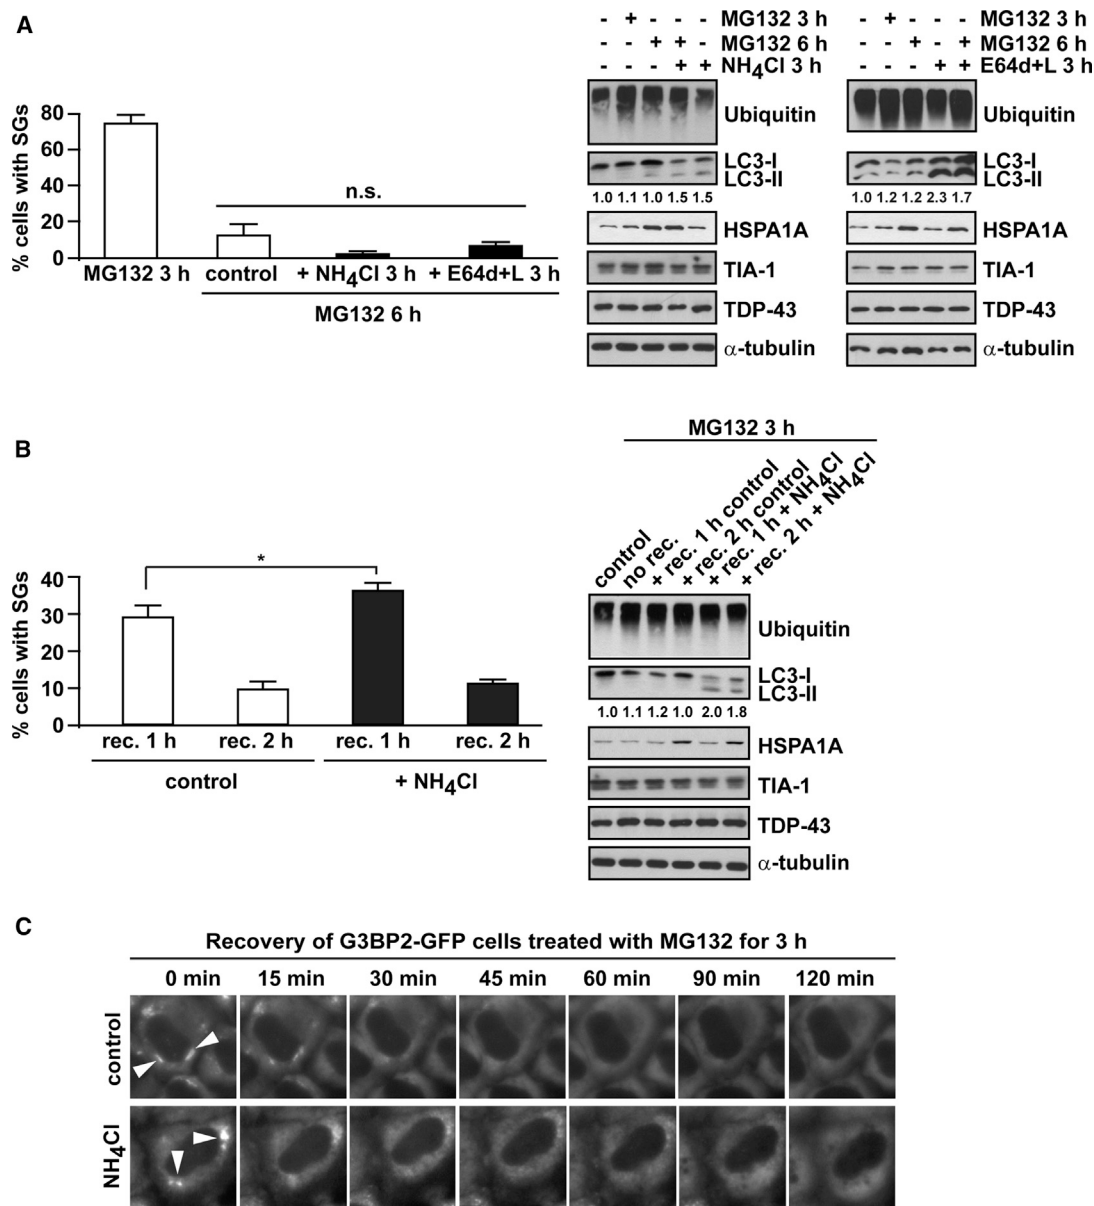 A
% cells with SGs
80
60
40
20
0
n.s.
MG132 3 h control + NH4Cl 3 h + E64d+L 3 h
MG132 6 h
- + - - - MG132 3 h
- - + + - MG132 6 h
- - - + + NH4Cl 3 h
Ubiquitin
LC3-I
LC3-II
1.0 1.1 1.0 1.5 1.5
HSPA1A
TIA-1
TDP-43
α-tubulin
- + - - - MG132 3 h
- - + - + MG132 6 h
- - - + + E64d+L 3 h
Ubiquitin
LC3-I
LC3-II
1.0 1.2 1.2 2.3 1.7
HSPA1A
TIA-1
TDP-43
α-tubulin
B
% cells with SGs
40
30
20
10
0
*
rec. 1 h rec. 2 h rec. 1 h rec. 2 h
control + NH4Cl
MG132 3 h
control
no rec.
+ rec. 1 h control
+ rec. 2 h control
+ rec. 1 h + NH4Cl
+ rec. 2 h + NH4Cl
Ubiquitin
LC3-I
LC3-II
1.0 1.1 1.2 1.0 2.0 1.8
HSPA1A
TIA-1
TDP-43
α-tubulin
C
Recovery of G3BP2-GFP cells treated with MG132 for 3 h
0 min 15 min 30 min 45 min 60 min 90 min 120 min
control
NH4Cl